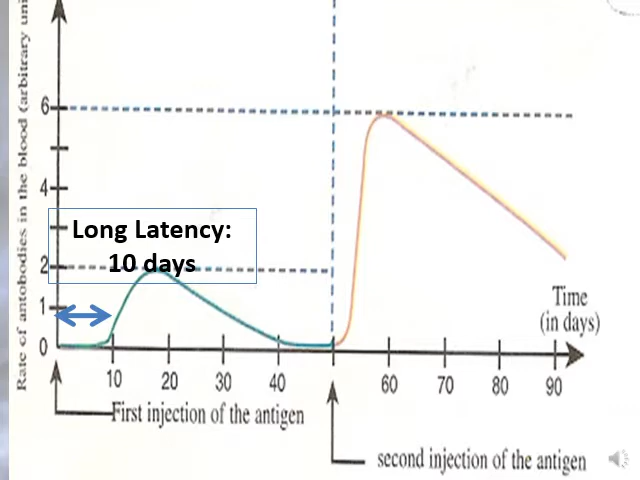 Rate of antobodies in the blood (arbitrary uni
6
4
Long Latency:
10 days
2
1
0
Time
(in days)
10 20 30 40 60 70 80 90
First injection of the antigen
second injection of the antigen